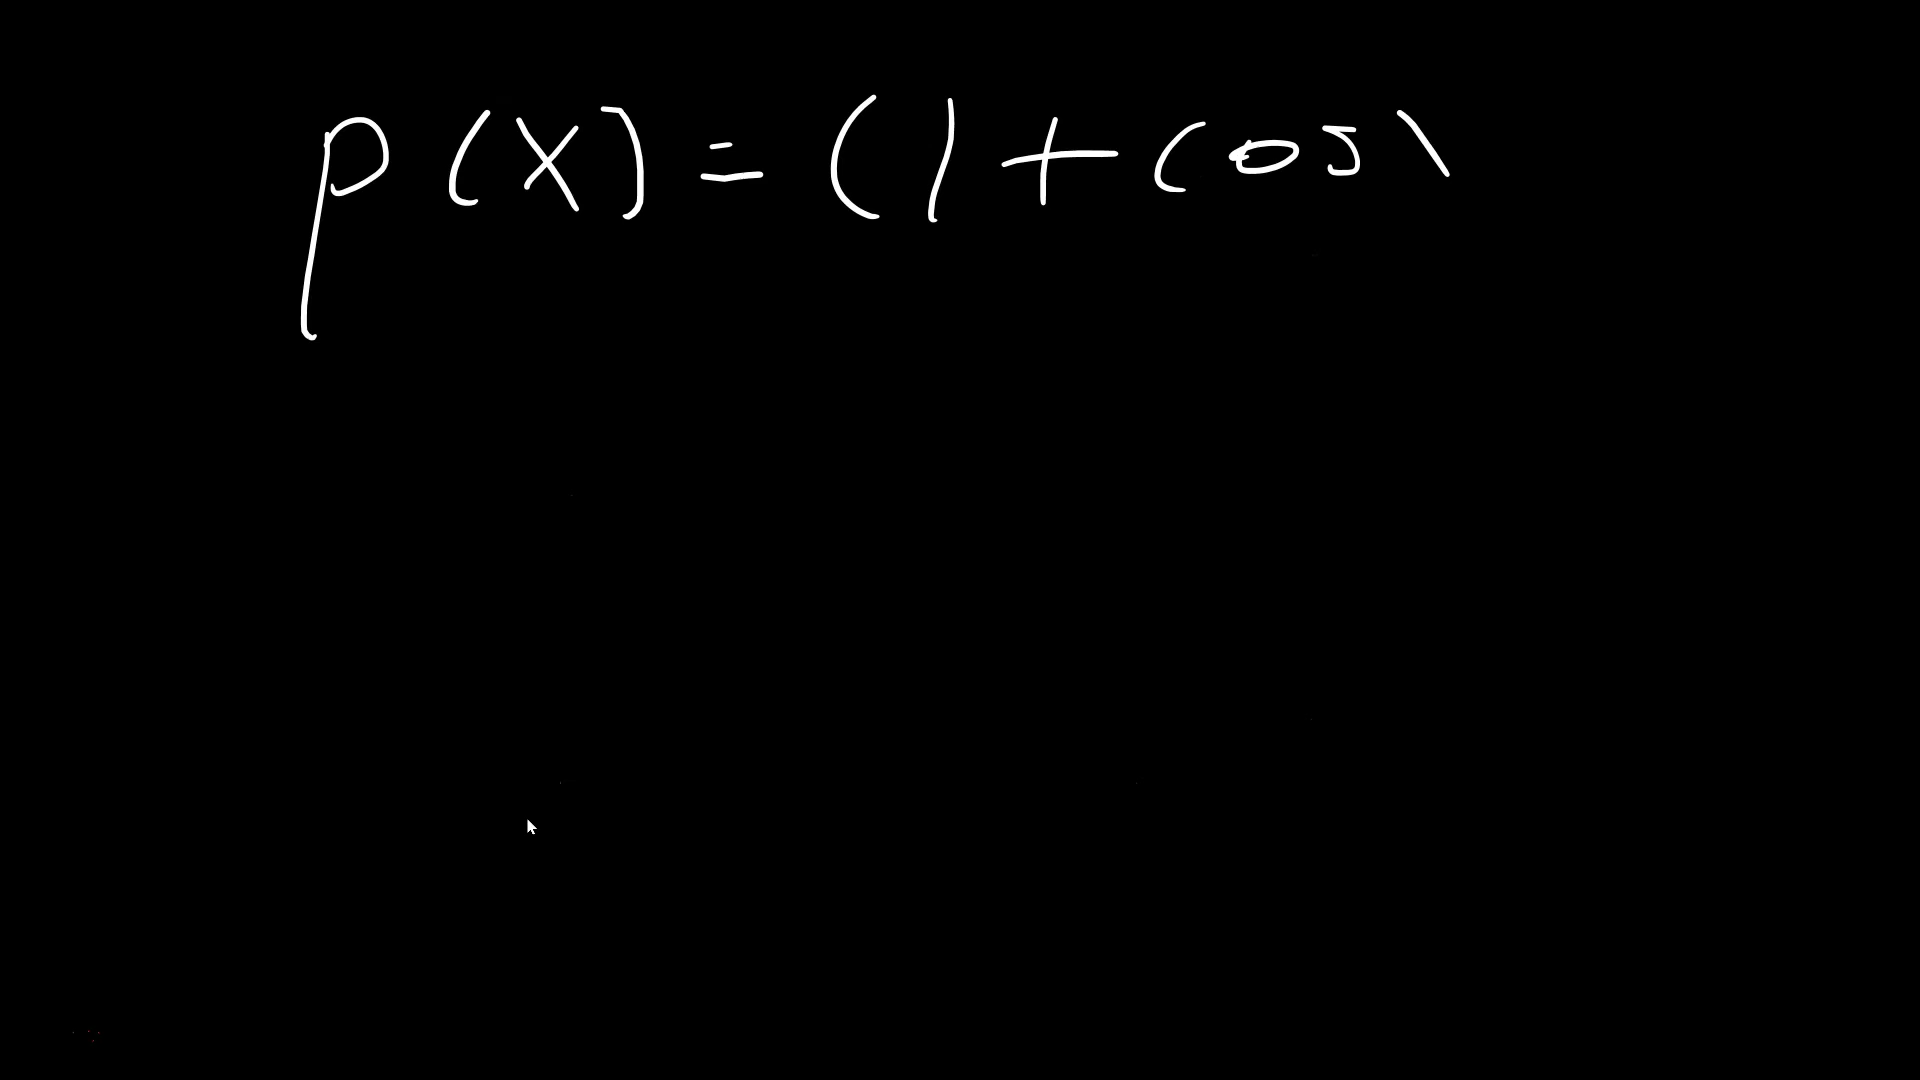 p(x) = (1 + cos \